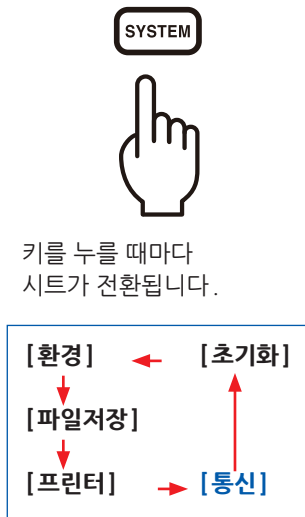 SYSTEM
키를 누를 때마다
시트가 전환됩니다.
[환경] [초기화]
[파일저장]
[프린터] [통신]